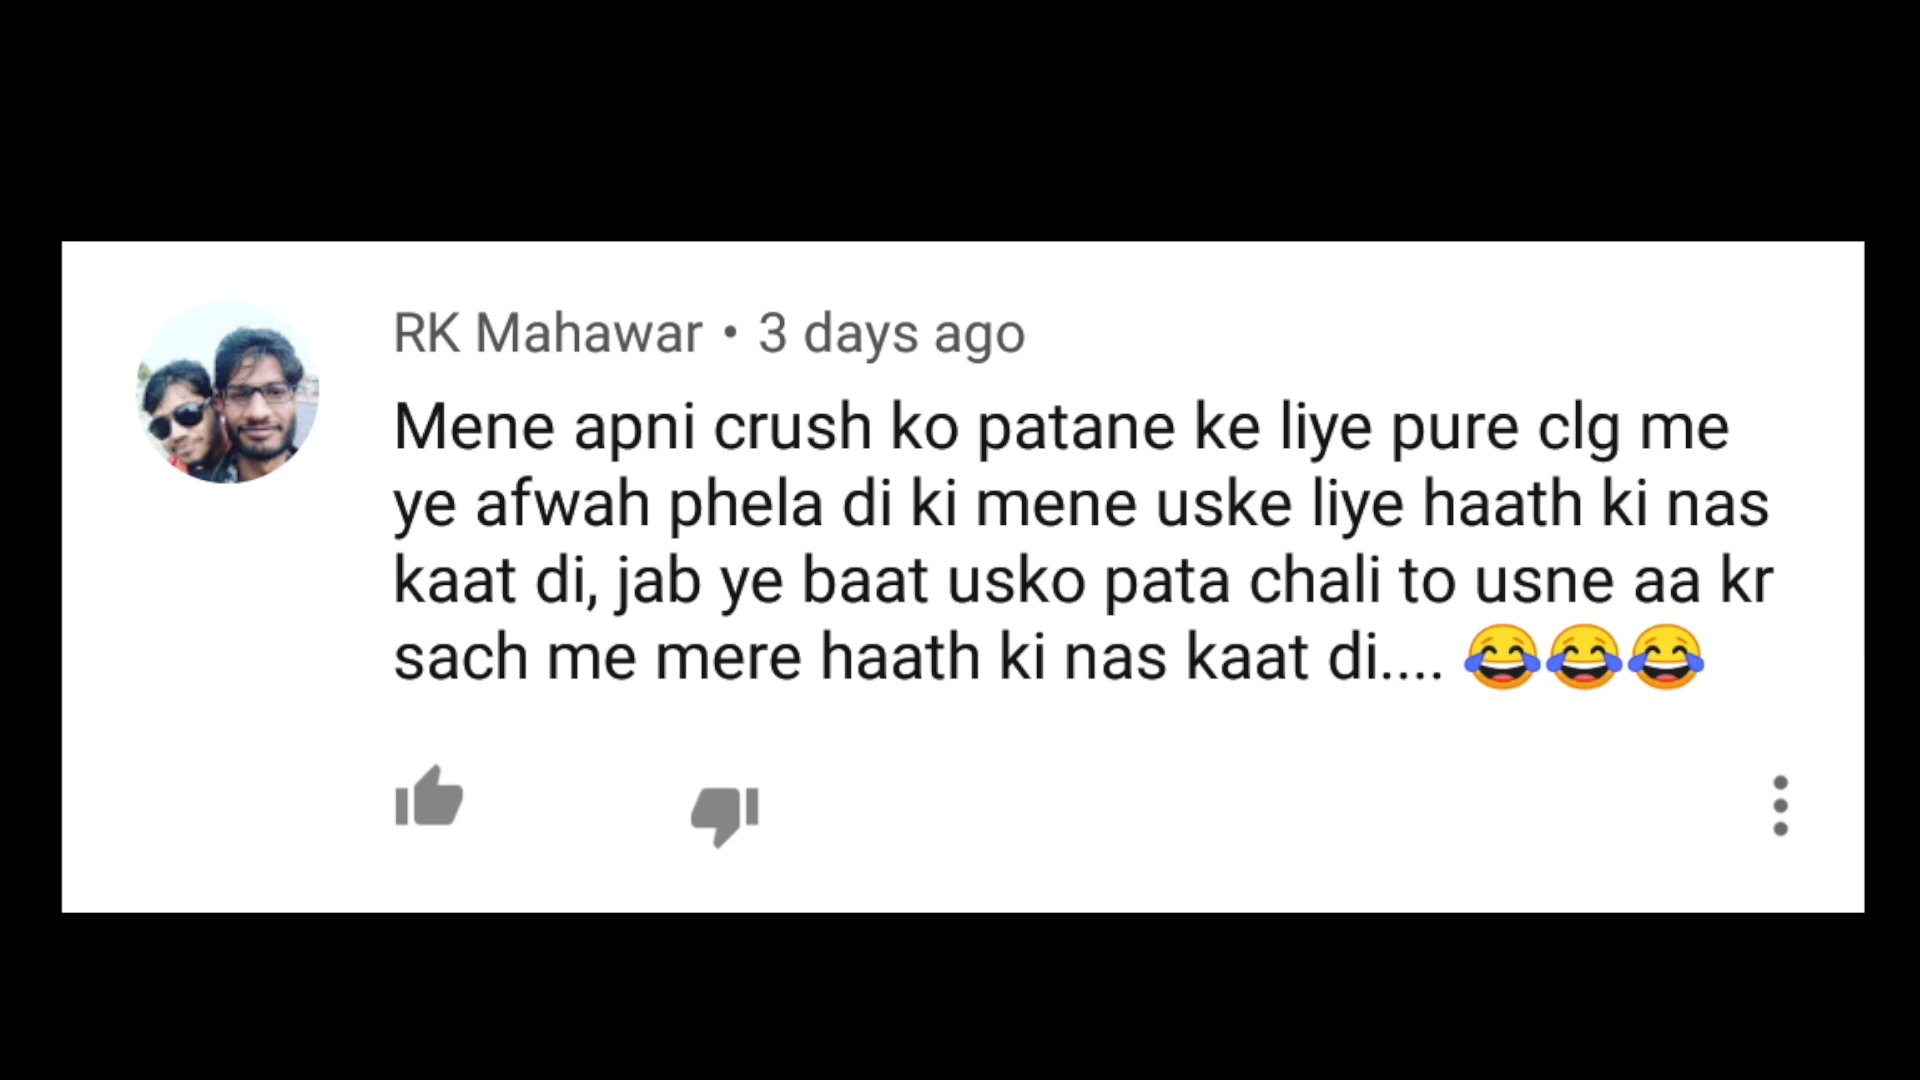 RK Mahawar • 3 days ago
Mene apni crush ko patane ke liye pure clg me
ye afwah phela di ki mene uske liye haath ki nas
kaat di, jab ye baat usko pata chali to usne aa kr
sach me mere haath ki nas kaat di.... 😂😂😂